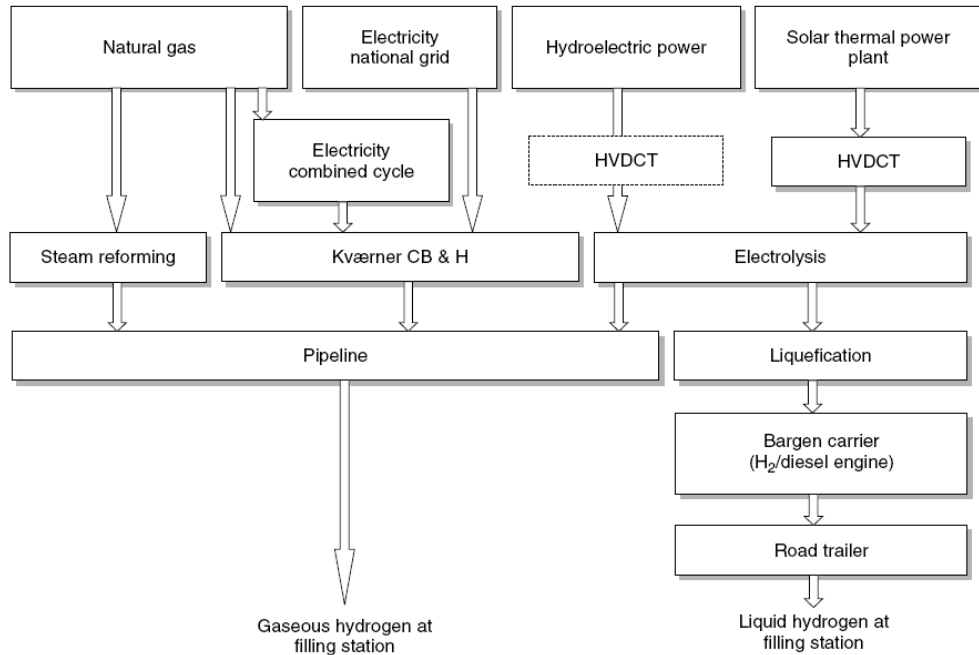 Natural gas
Electricity
national grid
Hydroelectric power
Solar thermal power
plant
Electricity
combined cycle
HVDCT
HVDCT
Steam reforming
Kværner CB & H
Electrolysis
Pipeline
Liquefication
Bargen carrier
(H₂/diesel engine)
Road trailer
Gaseous hydrogen at
filling station
Liquid hydrogen at
filling station